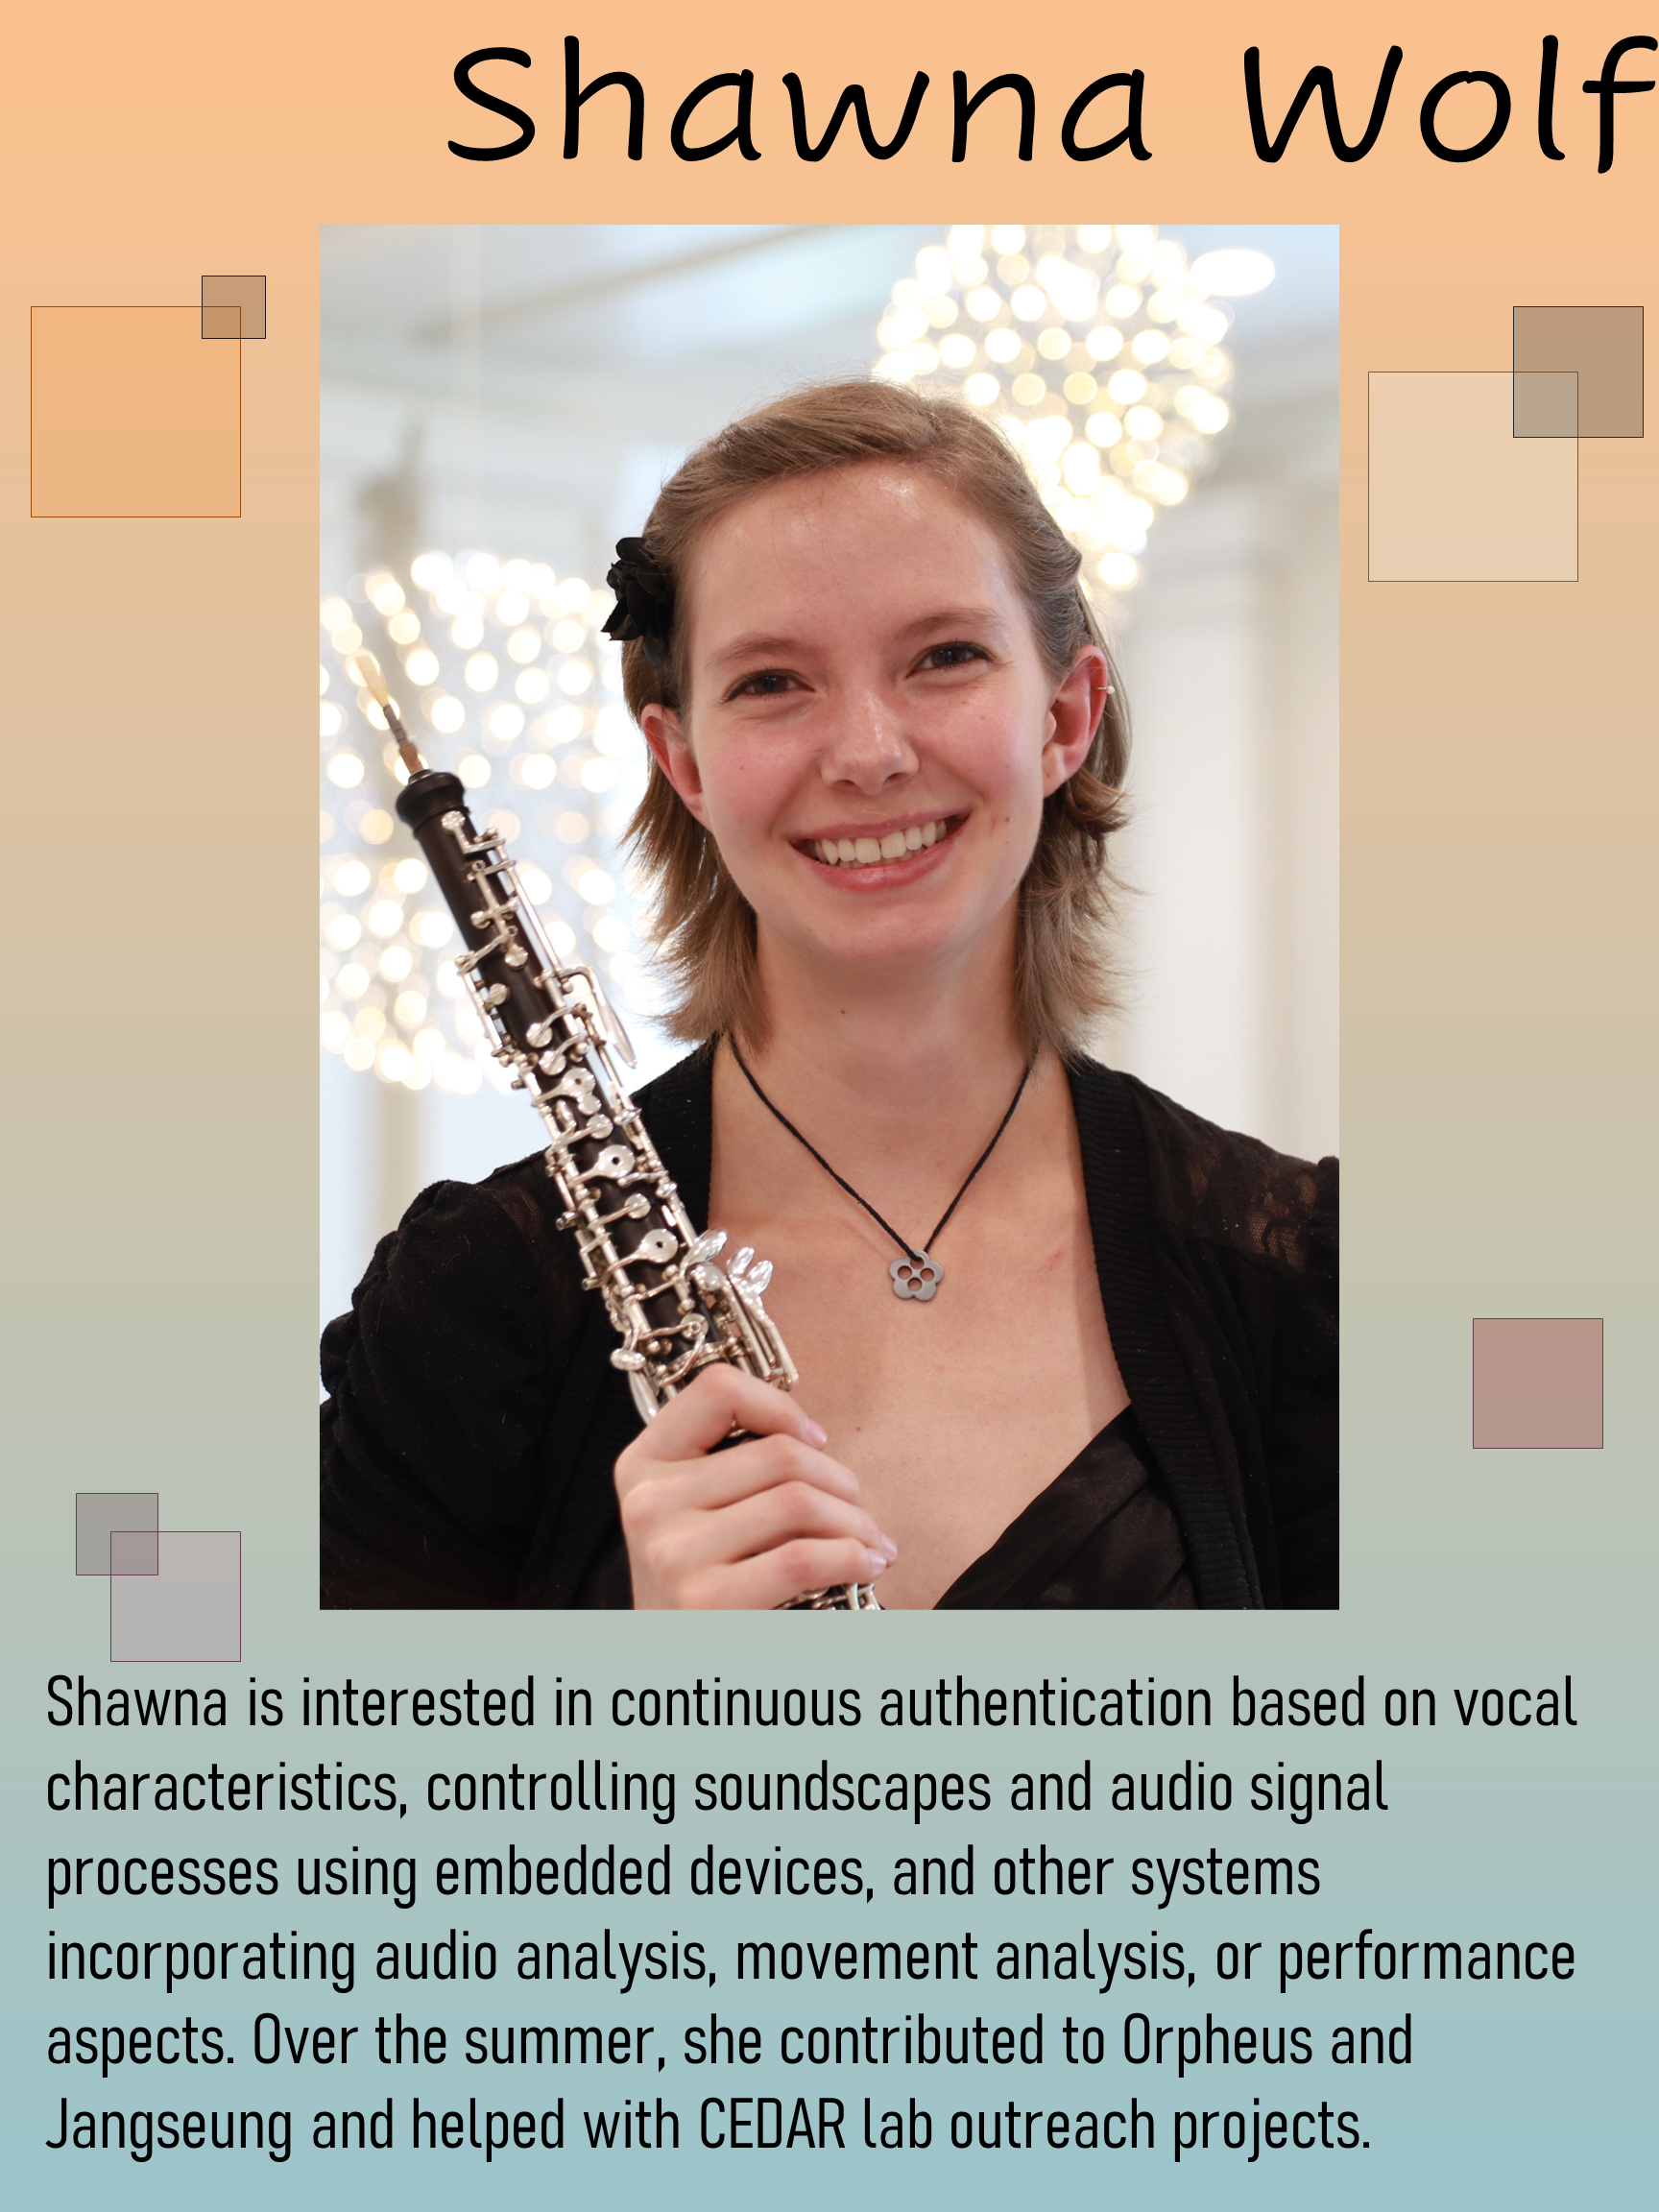 Shawna Wolf
Shawna is interested in continuous authentication based on vocal
characteristics, controlling soundscapes and audio signal
processes using embedded devices, and other systems
incorporating audio analysis, movement analysis, or performance
aspects. Over the summer, she contributed to Orpheus and
Jangseung and helped with CEDAR lab outreach projects.